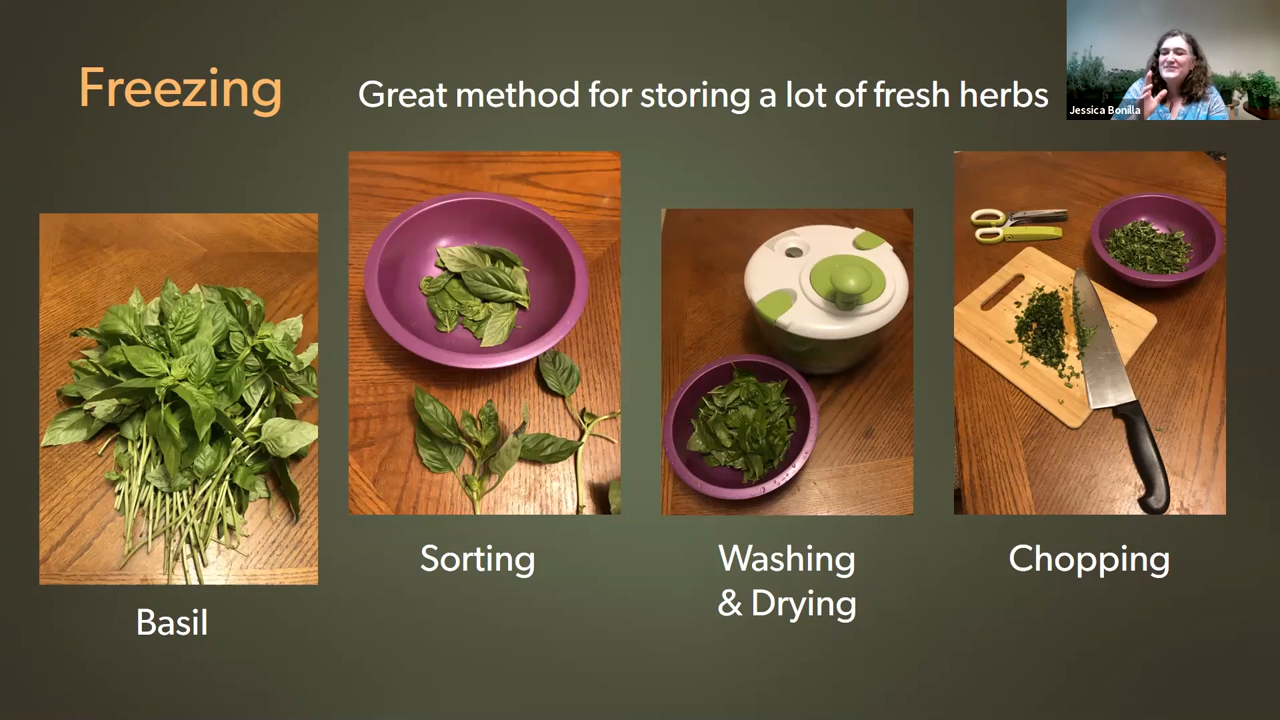 Freezing
Great method for storing a lot of fresh herbs
Jessica Bonilla
Basil
Sorting
Washing
& Drying
Chopping